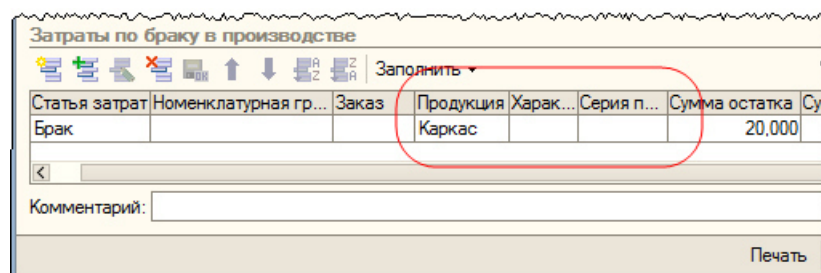 Затраты по браку в производстве
Заполнить
Статья затрат Номенклатурная гр... Заказ Продукция Харак... Серия п... Сумма остатка Су
Брак Каркас 20,000
Комментарий:
Печать